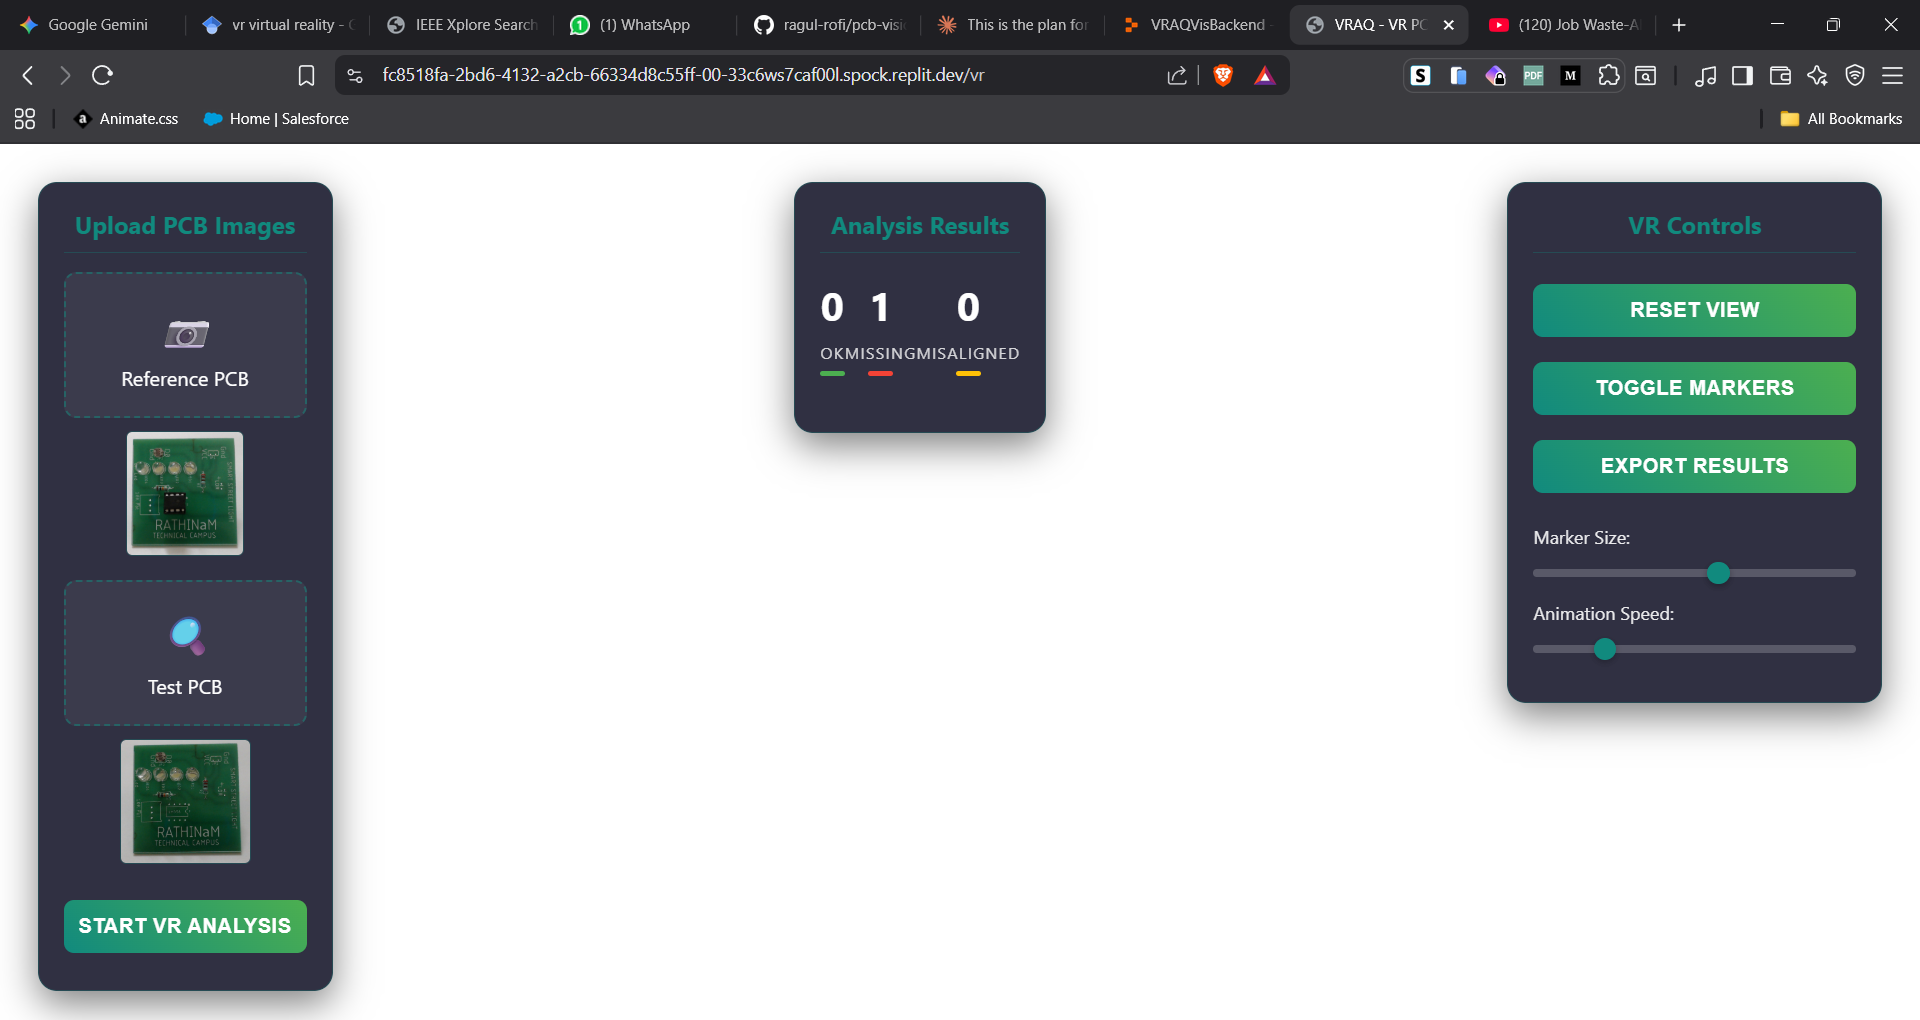 Google Gemini
vr virtual reality -
IEEE Xplore Search
(1) WhatsApp
ragul-rofi/pcb-visi
This is the plan for
VRAQVisBackend
VRAQ - VR PC
(120) Job Waste-A
fc8518fa-2bd6-4132-a2cb-66334d8c55ff-00-33c6ws7caf00l.spock.replit.dev/vr
S
PDF
M
Animate.css
Home | Salesforce
All Bookmarks
Upload PCB Images
Reference PCB
RATHINaM
TECHNICAL CAMPUS
Test PCB
RATHINaM
TECHNICAL CAMPUS
START VR ANALYSIS
Analysis Results
0 1 0
OKMISSINGMISALIGNED
VR Controls
RESET VIEW
TOGGLE MARKERS
EXPORT RESULTS
Marker Size:
Animation Speed: